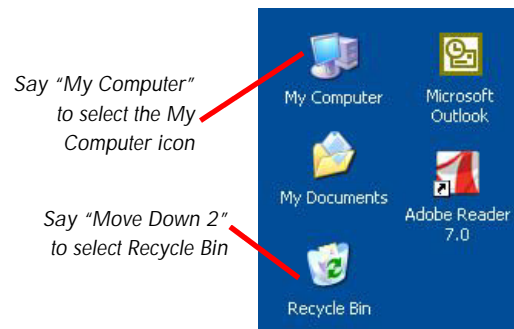 Say “My Computer”
to select the My
Computer icon
My Computer
Microsoft
Outlook
My Documents
Adobe Reader
7.0
Say “Move Down 2”
to select Recycle Bin
Recycle Bin